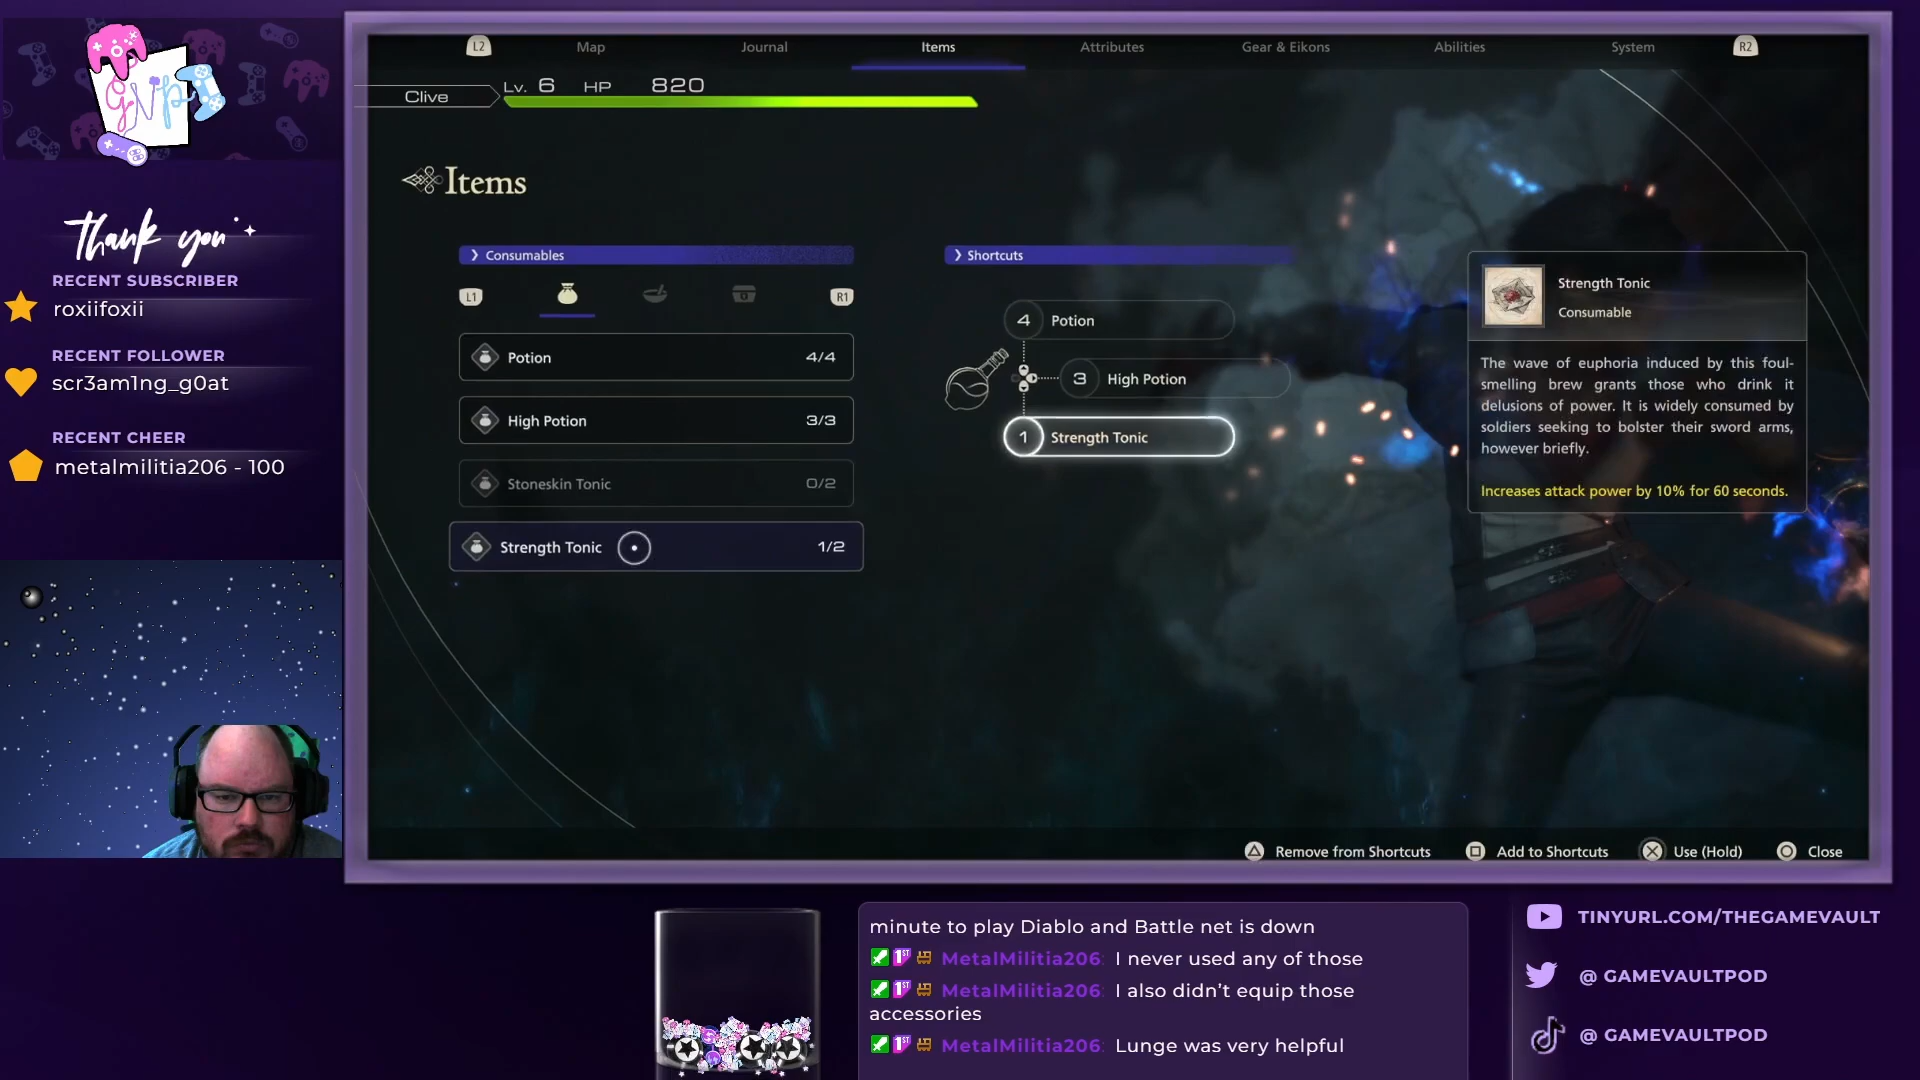 GVP
Thank you
RECENT SUBSCRIBER
roxiifoxii
RECENT FOLLOWER
scr3am1ng_g0at
RECENT CHEER
metalmilitia206 - 100
L2
Map
Journal
Items
Attributes
Gear & Eikons
Abilities
System
R2
Clive
Lv. 6 HP 820
Items
Consumables
L1
R1
Potion 4/4
High Potion 3/3
Stoneskin Tonic 0/2
Strength Tonic 1/2
Shortcuts
4 Potion
3 High Potion
1 Strength Tonic
Strength Tonic
Consumable
The wave of euphoria induced by this foul-
smelling brew grants those who drink it
delusions of power. It is widely consumed by
soldiers seeking to bolster their sword arms,
however briefly.
Increases attack power by 10% for 60 seconds.
Remove from Shortcuts
Add to Shortcuts
Use (Hold)
Close
minute to play Diablo and Battle net is down
1ST MetalMilitia206: I never used any of those
1ST MetalMilitia206: I also didn't equip those
accessories
1ST MetalMilitia206: Lunge was very helpful
TINYURL.COM/THEGAMEVAULT
@ GAMEVAULTPOD
@ GAMEVAULTPOD